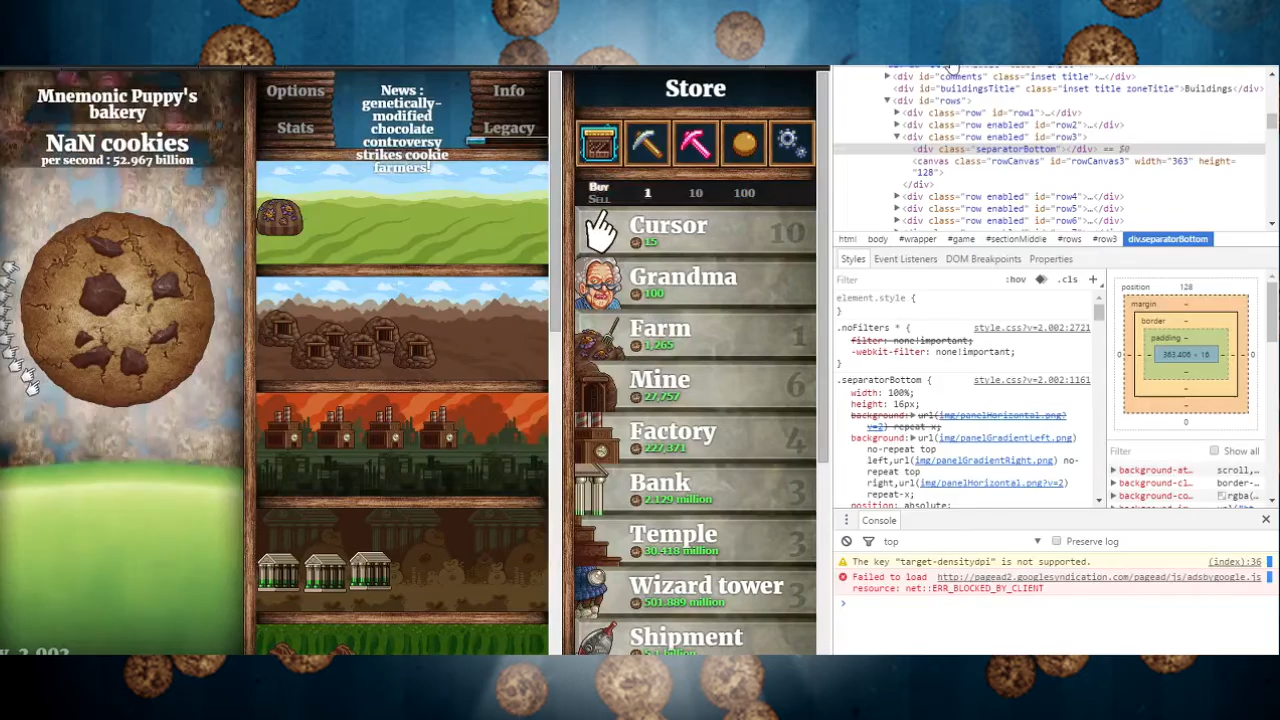 Mnemonic Puppy's
bakery
NaN cookies
per second : 52.967 billion
Options
Stats
News :
genetically-
modified
chocolate
controversy
strikes cookie
farmers!
Info
Legacy
Store
Buy
SELL
1
10
100
Cursor
15
10
Grandma
100
Farm
1,265
1
Mine
27,757
6
Factory
227,371
4
Bank
2.129 million
3
Temple
30.418 million
3
Wizard tower
501.889 million
3
Shipment
5.1 billion
<div id="comments" class="inset title">…</div>
<div id="buildingsTitle" class="inset title zoneTitle">Buildings</div>
<div id="rows">
<div class="row" id="row1">…</div>
<div class="row enabled" id="row2">…</div>
<div class="row enabled" id="row3">
<div class="separatorBottom"></div> == $0
<canvas class="rowCanvas" id="rowCanvas3" width="363" height=
"128">
</div>
<div class="row enabled" id="row4">…</div>
<div class="row enabled" id="row5">…</div>
<div class="row enabled" id="row6">…</div>
html body #wrapper #game #sectionMiddle #rows #row3 div.separatorBottom
Styles Event Listeners DOM Breakpoints Properties
Filter :hov .cls +
element.style {
}
.noFilters * { style.css?v=2.002:2721
filter: none!important;
-webkit-filter: none!important;
}
.separatorBottom { style.css?v=2.002:1161
width: 100%;
height: 16px;
background: url(img/panelHorizontal.png?
v=2) repeat-x;
background: url(img/panelGradientLeft.png)
no-repeat top
left,url(img/panelGradientRight.png) no-
repeat top
right,url(img/panelHorizontal.png?v=2)
repeat-x;
position: absolute;
position 128
margin -
border -
padding -
0 - - - 363.406 × 16 - - - 0
-
-
-
0
Filter Show all
background-at… scroll,…
background-cl… border-…
background-co… rgba(…
Console
top Preserve log
The key "target-densitydpi" is not supported. (index):36
Failed to load http://pagead2.googlesyndication.com/pagead/js/adsbygoogle.js
resource: net::ERR_BLOCKED_BY_CLIENT